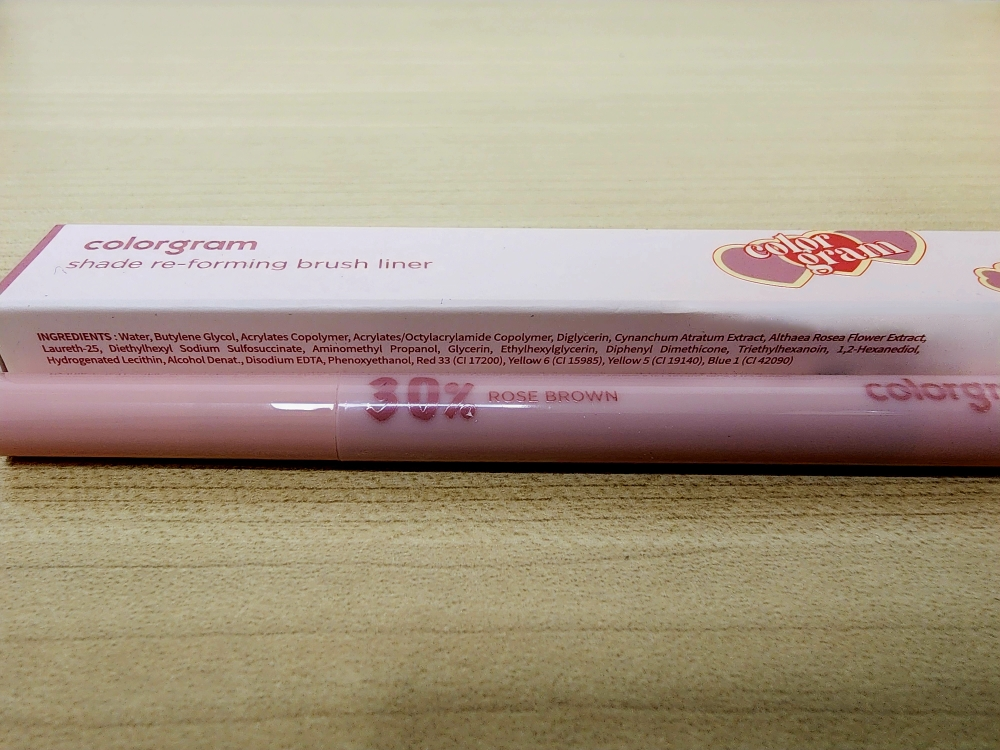 colorgram
shade re-forming brush liner
color
gram
INGREDIENTS : Water, Butylene Glycol, Acrylates Copolymer, Acrylates/Octylacrylamide Copolymer, Diglycerin, Cynanchum Atratum Extract, Althaea Rosea Flower Extract,
Laureth-25, Diethylhexyl Sodium Sulfosuccinate, Aminomethyl Propanol, Glycerin, Ethylhexylglycerin, Diphenyl Dimethicone, Triethylhexanoin, 1,2-Hexanediol,
Hydrogenated Lecithin, Alcohol Denat., Disodium EDTA, Phenoxyethanol, Red 33 (CI 17200), Yellow 6 (CI 15985), Yellow 5 (CI 19140), Blue 1 (CI 42090)
30% ROSE BROWN
colorgr